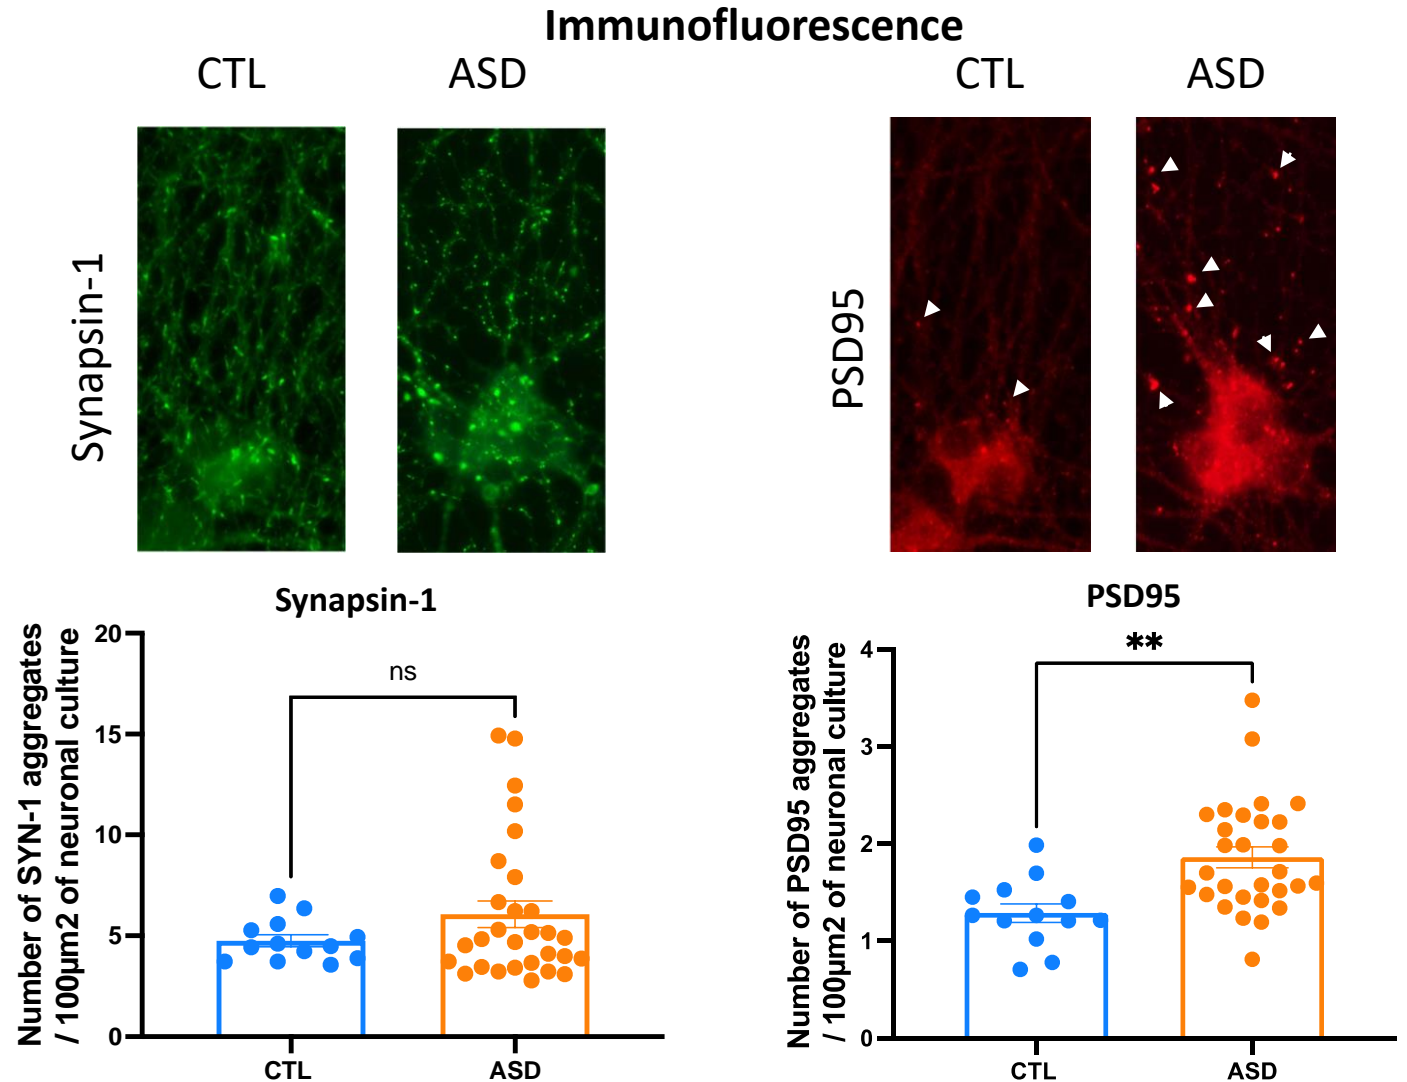 Immunofluorescence
CTL
ASD
CTL
ASD
Synapsin-1
PSD95
Synapsin-1
Number of SYN-1 aggregates
/ 100µm2 of neuronal culture
20
15
10
5
0
ns
CTL
ASD
PSD95
Number of PSD95 aggregates
/ 100µm2 of neuronal culture
4
3
2
1
0
**
CTL
ASD